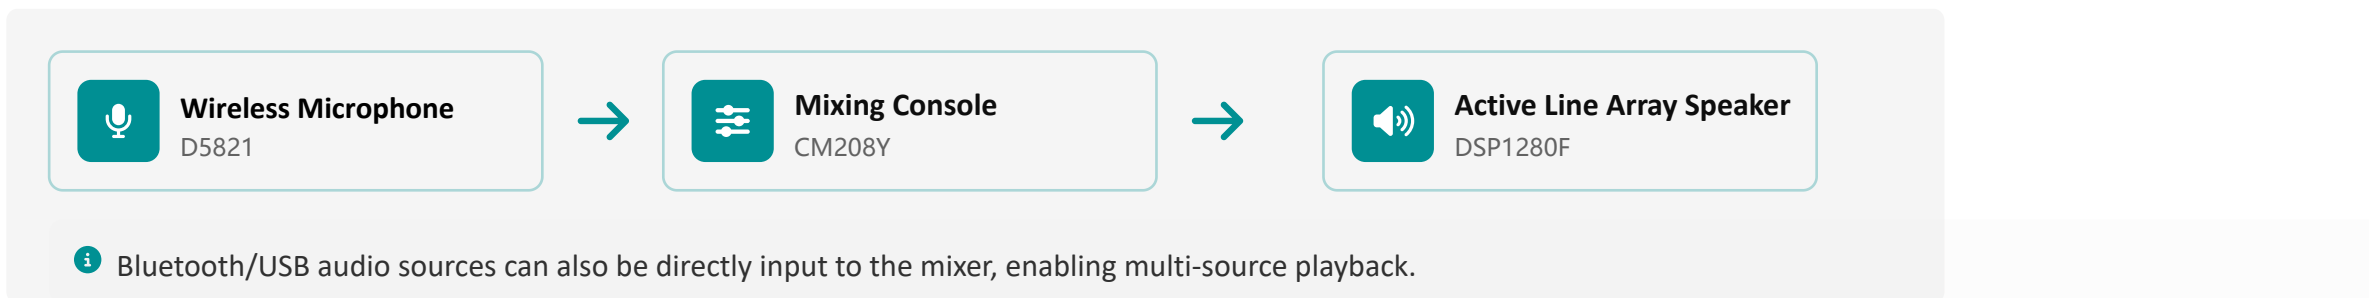 Wireless Microphone
D5821
Mixing Console
CM208Y
Active Line Array Speaker
DSP1280F
Bluetooth/USB audio sources can also be directly input to the mixer, enabling multi-source playback.